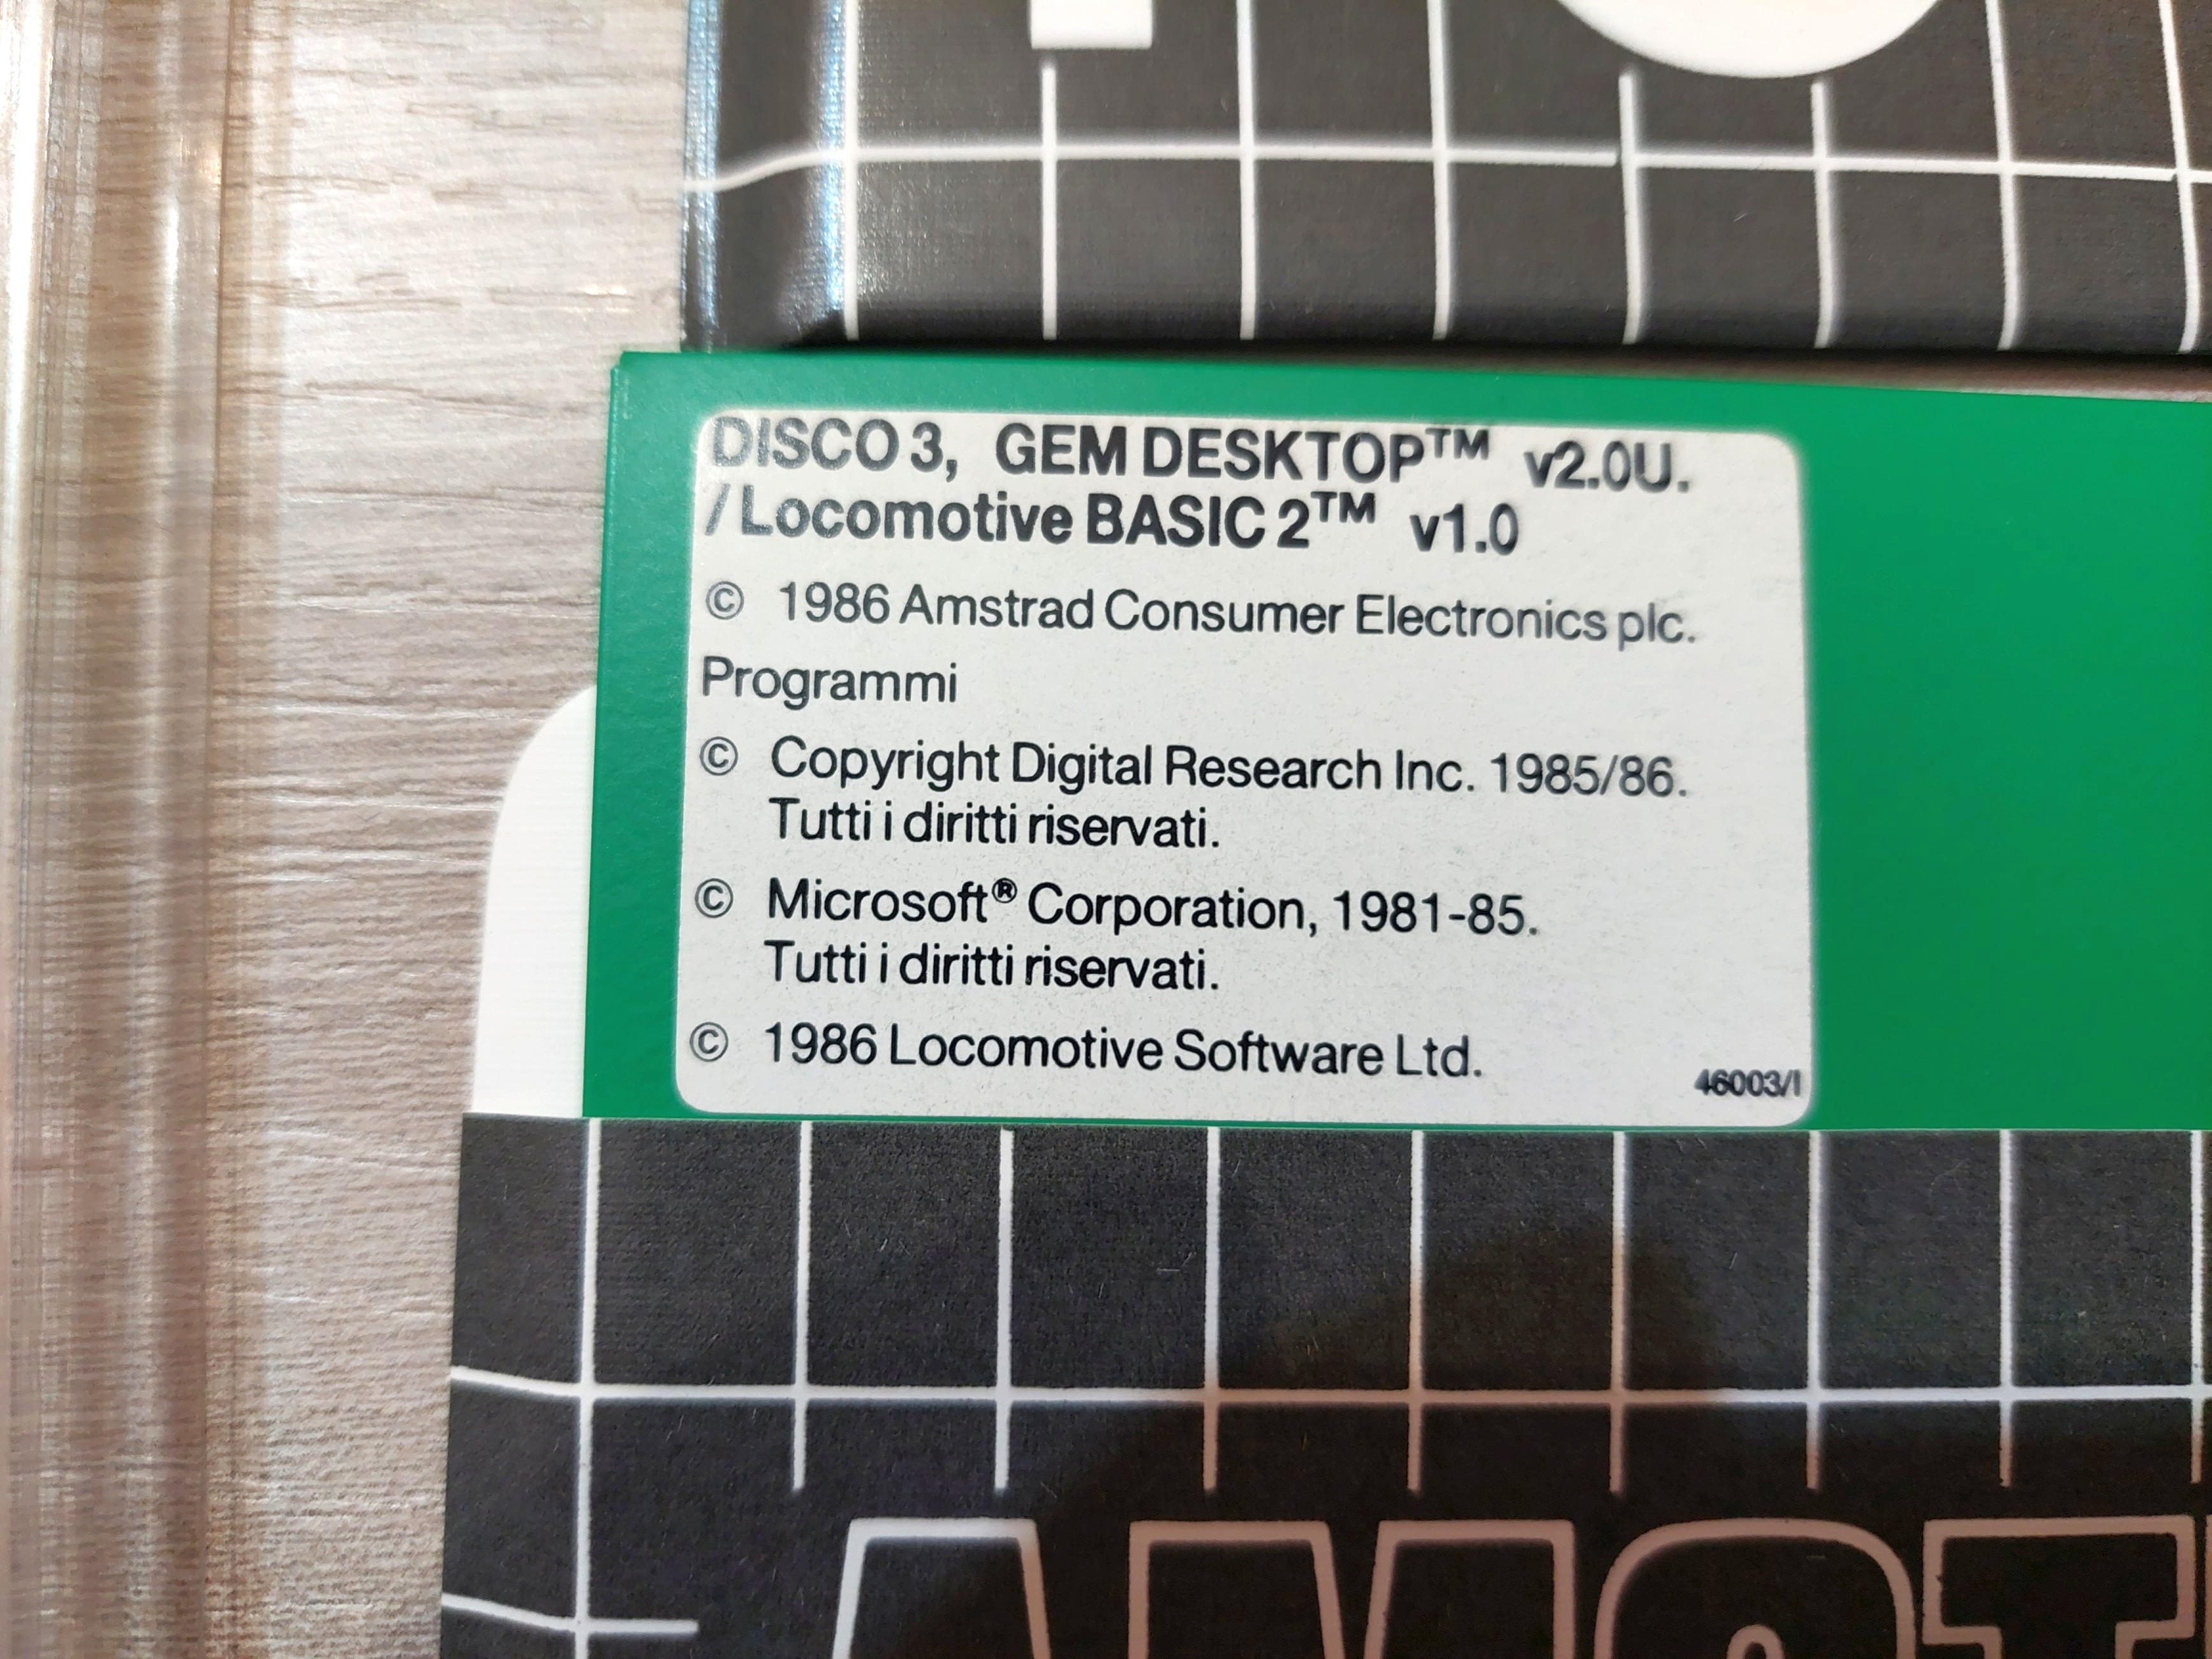 DISCO 3, GEM DESKTOP™ v2.0U.
/Locomotive BASIC 2™ v1.0
© 1986 Amstrad Consumer Electronics plc.
Programmi
© Copyright Digital Research Inc. 1985/86.
Tutti i diritti riservati.
© Microsoft® Corporation, 1981-85.
Tutti i diritti riservati.
© 1986 Locomotive Software Ltd.
46003/I